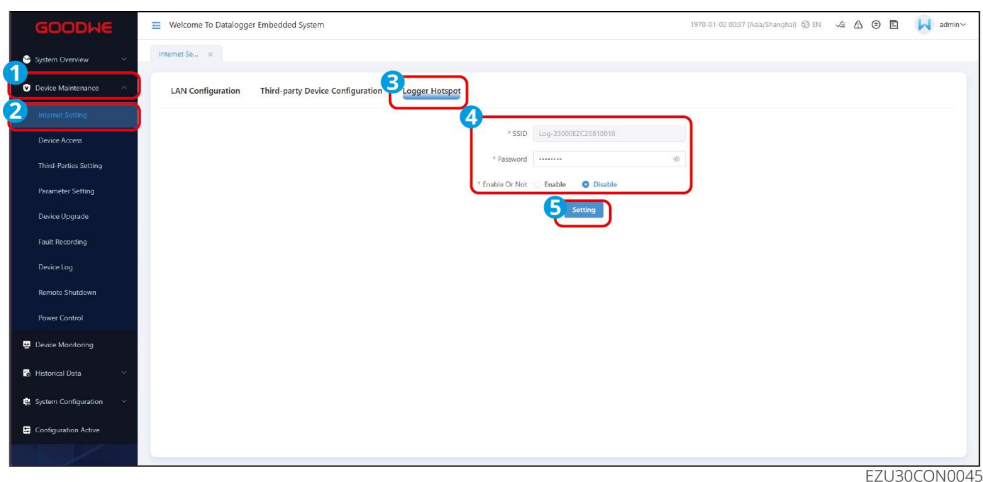 GOODWE
Welcome To Datalogger Embedded System
1970-01-02 00:57 (Asia/Shanghai) EN
admin
System Overview
Internet Se... ×
1
Device Maintenance
2
Internet Setting
LAN Configuration Third-party Device Configuration 3 Logger Hotspot
4
* SSID Log-23000EZC23818018
Device Access
* Password ••••••••
Third-Parties Setting
* Enable Or Not Enable Disable
Parameter Setting
5 Setting
Device Upgrade
Fault Recording
Device Log
Remote Shutdown
Power Control
Device Monitoring
Historical Data
System Configuration
Configuration Active
EZU30CON0045